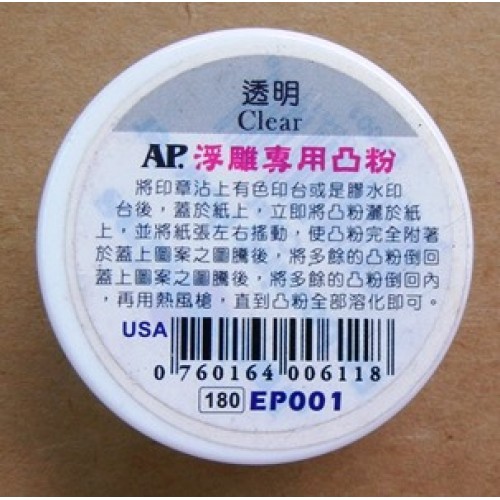 透明
Clear
AP. 浮雕專用凸粉
將印章沾上有色印台或是膠水印
台後，蓋於紙上，立即將凸粉灑於紙
上，並將紙張左右搖動，使凸粉完全附著
於蓋上圖案之圖騰後，將多餘的凸粉倒回
蓋上圖案之圖騰後，將多餘的凸粉倒回內
，再用熱風槍，直到凸粉全部溶化即可。
USA
0 760164 006118
180 EP001